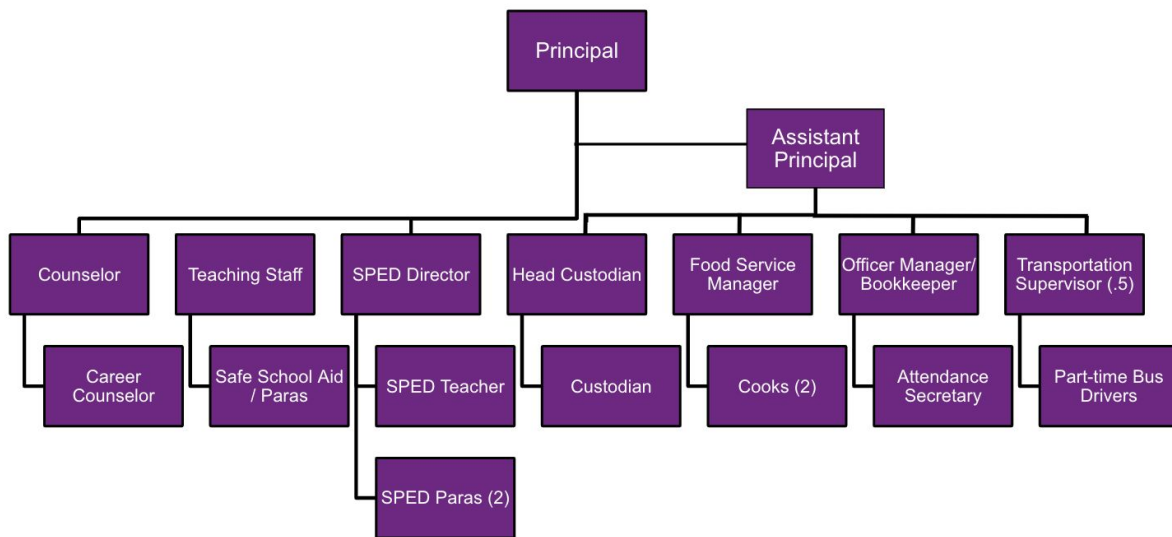 Principal
Assistant
Principal
Counselor
Teaching Staff
SPED Director
Head Custodian
Food Service
Manager
Officer Manager/
Bookkeeper
Transportation
Supervisor (.5)
Career
Counselor
Safe School Aid
/ Paras
SPED Teacher
Custodian
Cooks (2)
Attendance
Secretary
Part-time Bus
Drivers
SPED Paras (2)